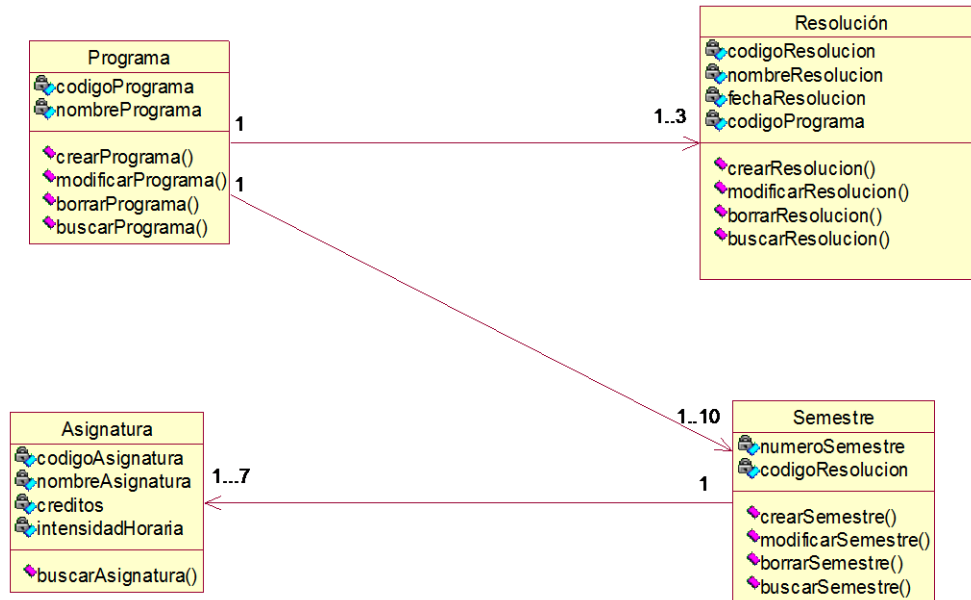 Programa
codigoPrograma
nombrePrograma
crearPrograma()
modificarPrograma()
borrarPrograma()
buscarPrograma()
1
1
1..3
Resolución
codigoResolucion
nombreResolucion
fechaResolucion
codigoPrograma
crearResolucion()
modificarResolucion()
borrarResolucion()
buscarResolucion()
Asignatura
codigoAsignatura
nombreAsignatura
creditos
intensidadHoraria
buscarAsignatura()
1...7
1
1..10
Semestre
numeroSemestre
codigoResolucion
crearSemestre()
modificarSemestre()
borrarSemestre()
buscarSemestre()